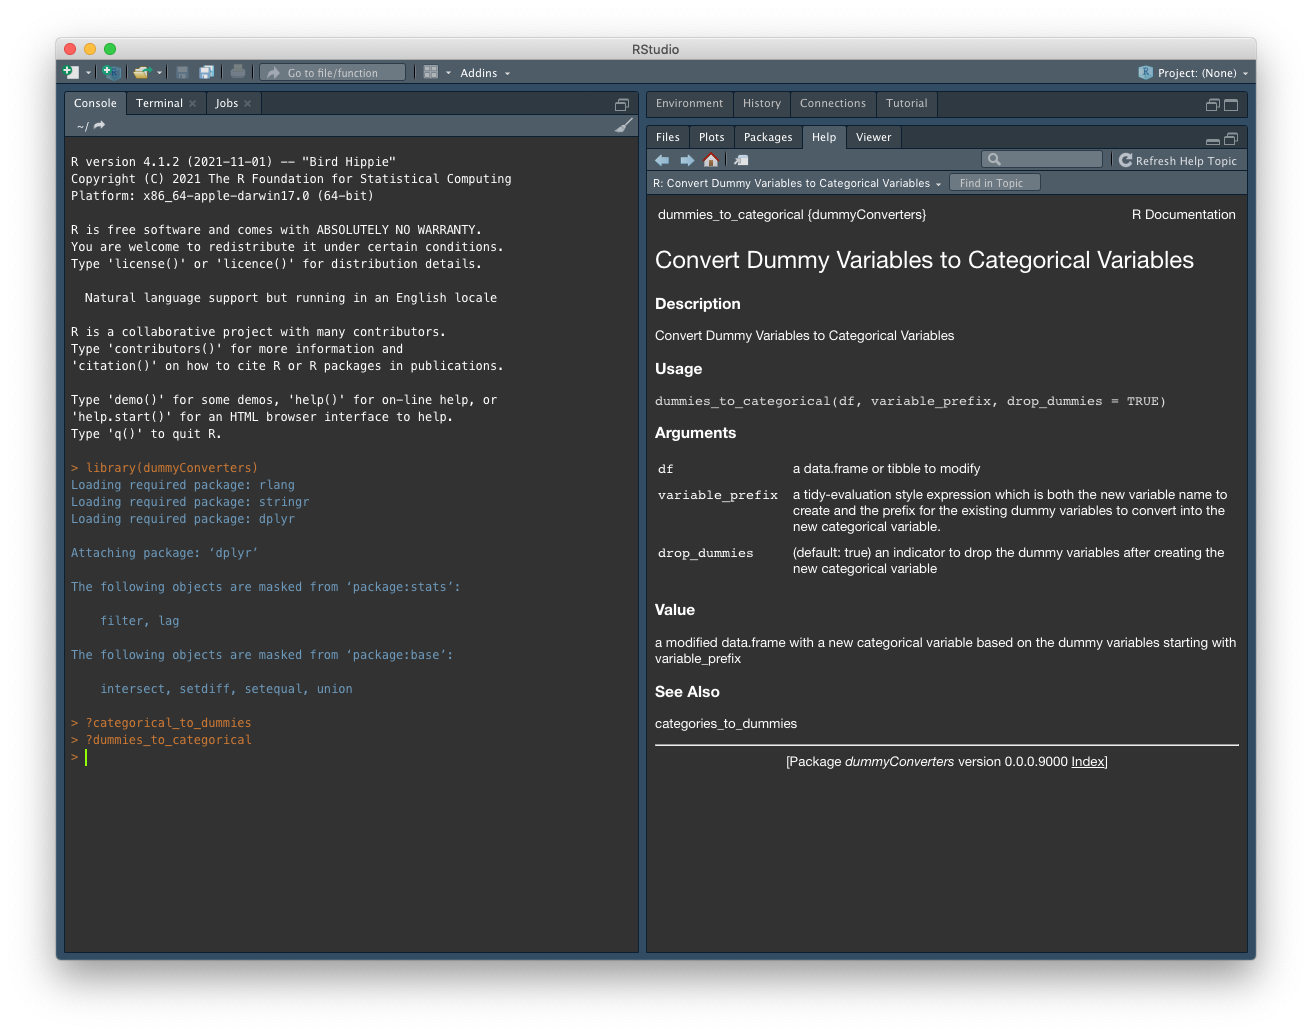 RStudio
Go to file/function
Addins
Project: (None)
Console Terminal Jobs
~/
R version 4.1.2 (2021-11-01) -- "Bird Hippie"
Copyright (C) 2021 The R Foundation for Statistical Computing
Platform: x86_64-apple-darwin17.0 (64-bit)
R is free software and comes with ABSOLUTELY NO WARRANTY.
You are welcome to redistribute it under certain conditions.
Type 'license()' or 'licence()' for distribution details.
Natural language support but running in an English locale
R is a collaborative project with many contributors.
Type 'contributors()' for more information and
'citation()' on how to cite R or R packages in publications.
Type 'demo()' for some demos, 'help()' for on-line help, or
'help.start()' for an HTML browser interface to help.
Type 'q()' to quit R.
> library(dummyConverters)
Loading required package: rlang
Loading required package: stringr
Loading required package: dplyr
Attaching package: ‘dplyr’
The following objects are masked from ‘package:stats’:
filter, lag
The following objects are masked from ‘package:base’:
intersect, setdiff, setequal, union
> ?categorical_to_dummies
> ?dummies_to_categorical
>
Environment History Connections Tutorial
Files Plots Packages Help Viewer
Refresh Help Topic
R: Convert Dummy Variables to Categorical Variables
Find in Topic
dummies_to_categorical {dummyConverters} R Documentation
Convert Dummy Variables to Categorical Variables
Description
Convert Dummy Variables to Categorical Variables
Usage
dummies_to_categorical(df, variable_prefix, drop_dummies = TRUE)
Arguments
df a data.frame or tibble to modify
variable_prefix a tidy-evaluation style expression which is both the new variable name to
create and the prefix for the existing dummy variables to convert into the
new categorical variable.
drop_dummies (default: true) an indicator to drop the dummy variables after creating the
new categorical variable
Value
a modified data.frame with a new categorical variable based on the dummy variables starting with
variable_prefix
See Also
categories_to_dummies
[Package dummyConverters version 0.0.0.9000 Index]